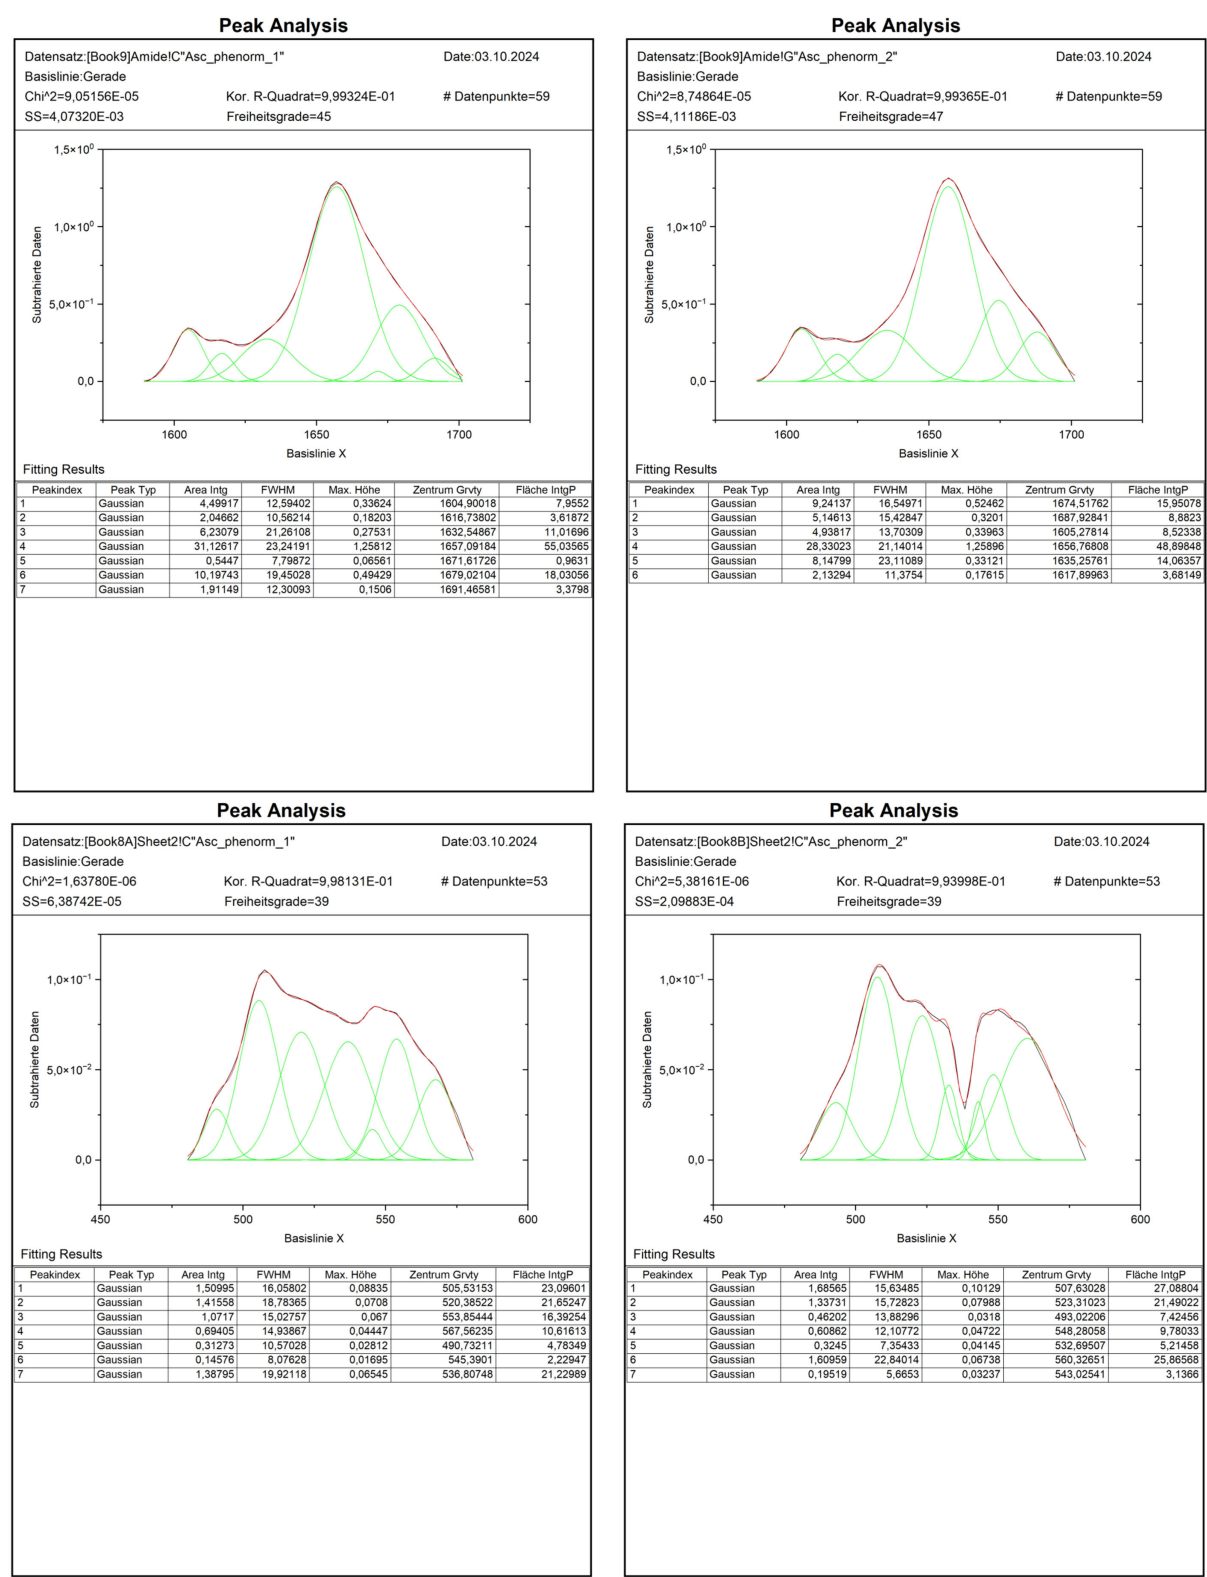 Peak Analysis
Datensatz:[Book9]Amide!C"Asc_phenorm_1" Date:03.10.2024
Basislinie:Gerade
Chi^2=9,05156E-05 Kor. R-Quadrat=9,99324E-01 # Datenpunkte=59
SS=4,07320E-03 Freiheitsgrade=45
1,5×10⁰
1,0×10⁰
5,0×10⁻¹
0,0
Subtrahierte Daten
1600 1650 1700
Basislinie X
Fitting Results
Peakindex Peak Typ Area Intg FWHM Max. Höhe Zentrum Grvty Fläche IntgP
1 Gaussian 4,49917 12,59402 0,33624 1604,90018 7,9552
2 Gaussian 2,04662 10,56214 0,18203 1616,73802 3,61872
3 Gaussian 6,23079 21,26108 0,27531 1632,54867 11,01696
4 Gaussian 31,12617 23,24191 1,25812 1657,09184 55,03565
5 Gaussian 0,5447 7,79872 0,06561 1671,61726 0,9631
6 Gaussian 10,19743 19,45028 0,49429 1679,02104 18,03056
7 Gaussian 1,91149 12,30093 0,1506 1691,46581 3,3798
Peak Analysis
Datensatz:[Book9]Amide!G"Asc_phenorm_2" Date:03.10.2024
Basislinie:Gerade
Chi^2=8,74864E-05 Kor. R-Quadrat=9,99365E-01 # Datenpunkte=59
SS=4,11186E-03 Freiheitsgrade=47
1,5×10⁰
1,0×10⁰
5,0×10⁻¹
0,0
Subtrahierte Daten
1600 1650 1700
Basislinie X
Fitting Results
Peakindex Peak Typ Area Intg FWHM Max. Höhe Zentrum Grvty Fläche IntgP
1 Gaussian 9,24137 16,54971 0,52462 1674,51762 15,95078
2 Gaussian 5,14613 15,42847 0,3201 1687,92841 8,8823
3 Gaussian 4,93817 13,70309 0,33963 1605,27814 8,52338
4 Gaussian 28,33023 21,14014 1,25896 1656,76808 48,89848
5 Gaussian 8,14799 23,11089 0,33121 1635,25761 14,06357
6 Gaussian 2,13294 11,3754 0,17615 1617,89963 3,68149
Peak Analysis
Datensatz:[Book8A]Sheet2!C"Asc_phenorm_1" Date:03.10.2024
Basislinie:Gerade
Chi^2=1,63780E-06 Kor. R-Quadrat=9,98131E-01 # Datenpunkte=53
SS=6,38742E-05 Freiheitsgrade=39
1,0×10⁻¹
5,0×10⁻²
0,0
Subtrahierte Daten
450 500 550 600
Basislinie X
Fitting Results
Peakindex Peak Typ Area Intg FWHM Max. Höhe Zentrum Grvty Fläche IntgP
1 Gaussian 1,50995 16,05802 0,08835 505,53153 23,09601
2 Gaussian 1,41558 18,78365 0,0708 520,38522 21,65247
3 Gaussian 1,0717 15,02757 0,067 553,85444 16,39254
4 Gaussian 0,69405 14,93867 0,04447 567,56235 10,61613
5 Gaussian 0,31273 10,57028 0,02812 490,73211 4,78349
6 Gaussian 0,14576 8,07628 0,01695 545,3901 2,22947
7 Gaussian 1,38795 19,92118 0,06545 536,80748 21,22989
Peak Analysis
Datensatz:[Book8B]Sheet2!C"Asc_phenorm_2" Date:03.10.2024
Basislinie:Gerade
Chi^2=5,38161E-06 Kor. R-Quadrat=9,93998E-01 # Datenpunkte=53
SS=2,09883E-04 Freiheitsgrade=39
1,0×10⁻¹
5,0×10⁻²
0,0
Subtrahierte Daten
450 500 550 600
Basislinie X
Fitting Results
Peakindex Peak Typ Area Intg FWHM Max. Höhe Zentrum Grvty Fläche IntgP
1 Gaussian 1,68565 15,63485 0,10129 507,63028 27,08804
2 Gaussian 1,33731 15,72823 0,07988 523,31023 21,49022
3 Gaussian 0,46202 13,88296 0,0318 493,02206 7,42456
4 Gaussian 0,60862 12,10772 0,04722 548,28058 9,78033
5 Gaussian 0,3245 7,35433 0,04145 532,69507 5,21458
6 Gaussian 1,60959 22,84014 0,06738 560,32651 25,86568
7 Gaussian 0,19519 5,6653 0,03237 543,02541 3,1366